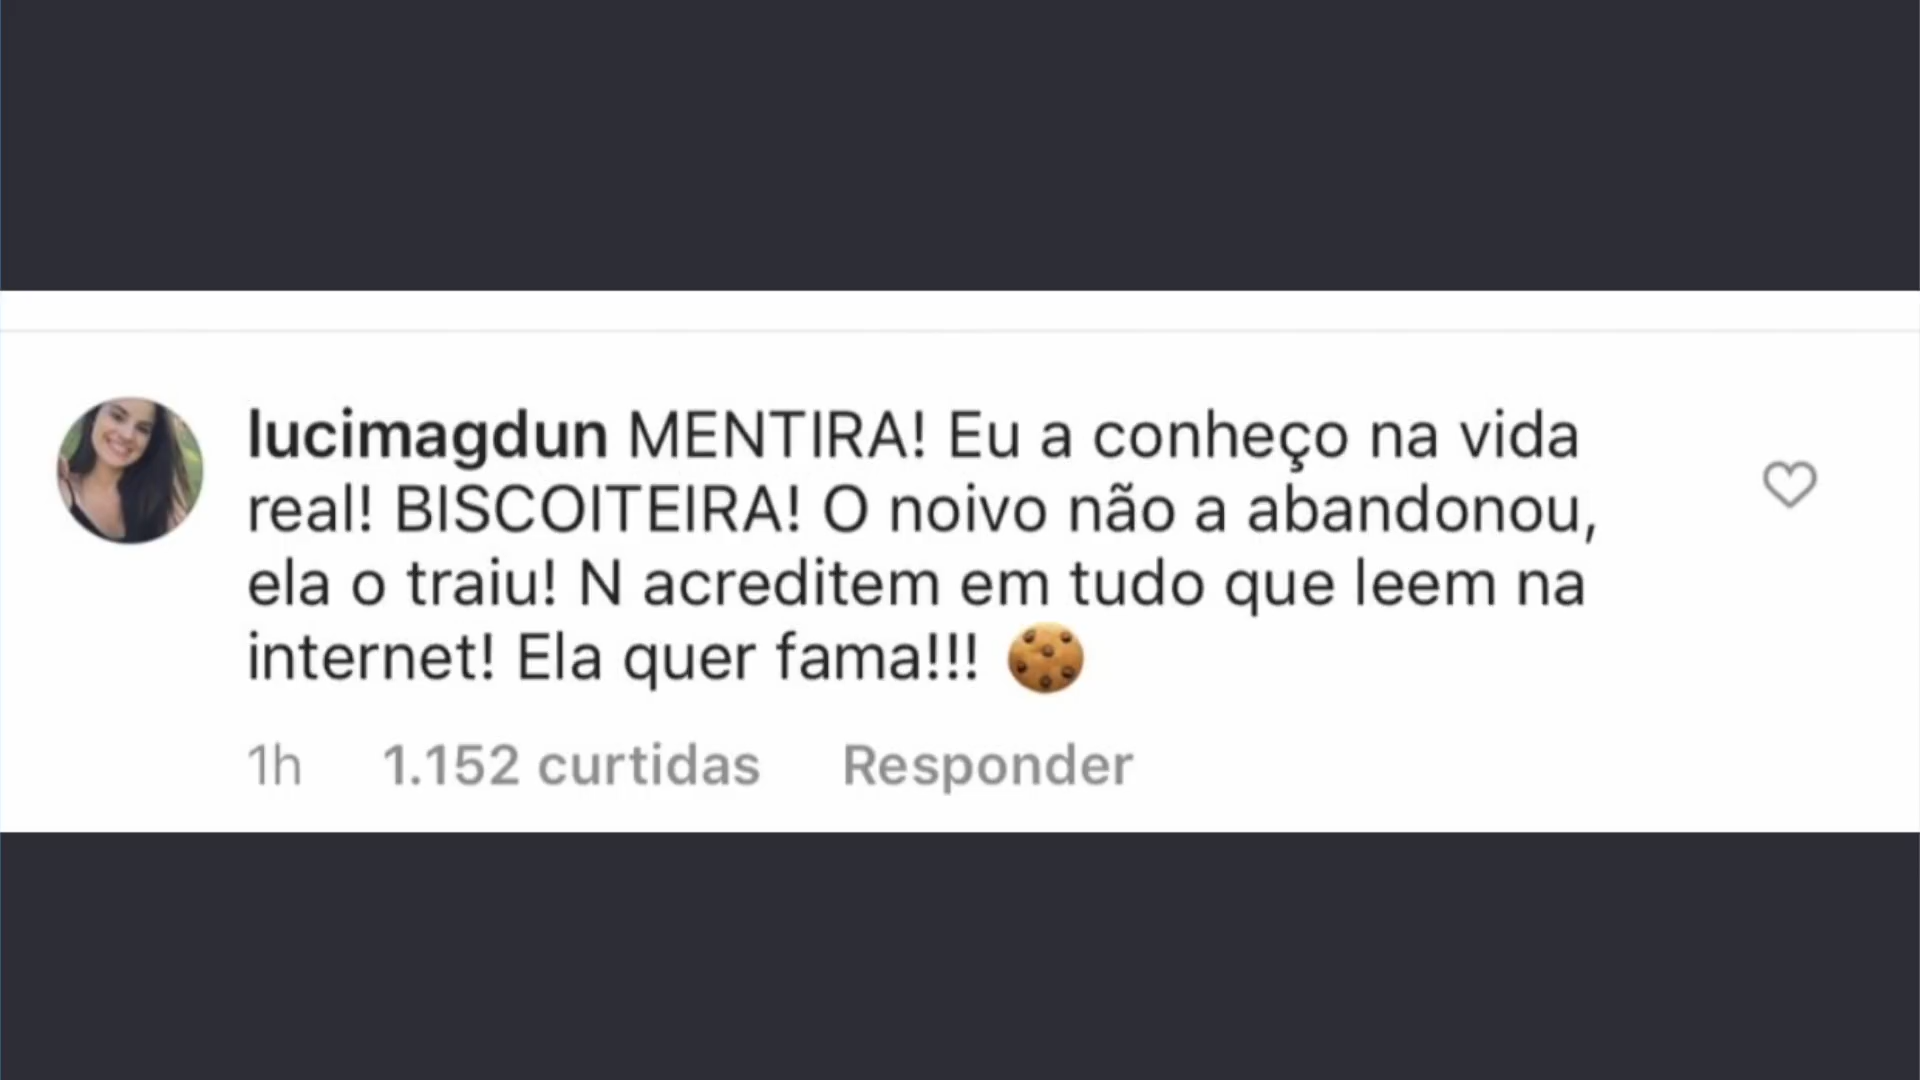 lucimagdun MENTIRA! Eu a conheço na vida
real! BISCOITEIRA! O noivo não a abandonou,
ela o traiu! N acreditem em tudo que leem na
internet! Ela quer fama!!! 🍪
1h 1.152 curtidas Responder